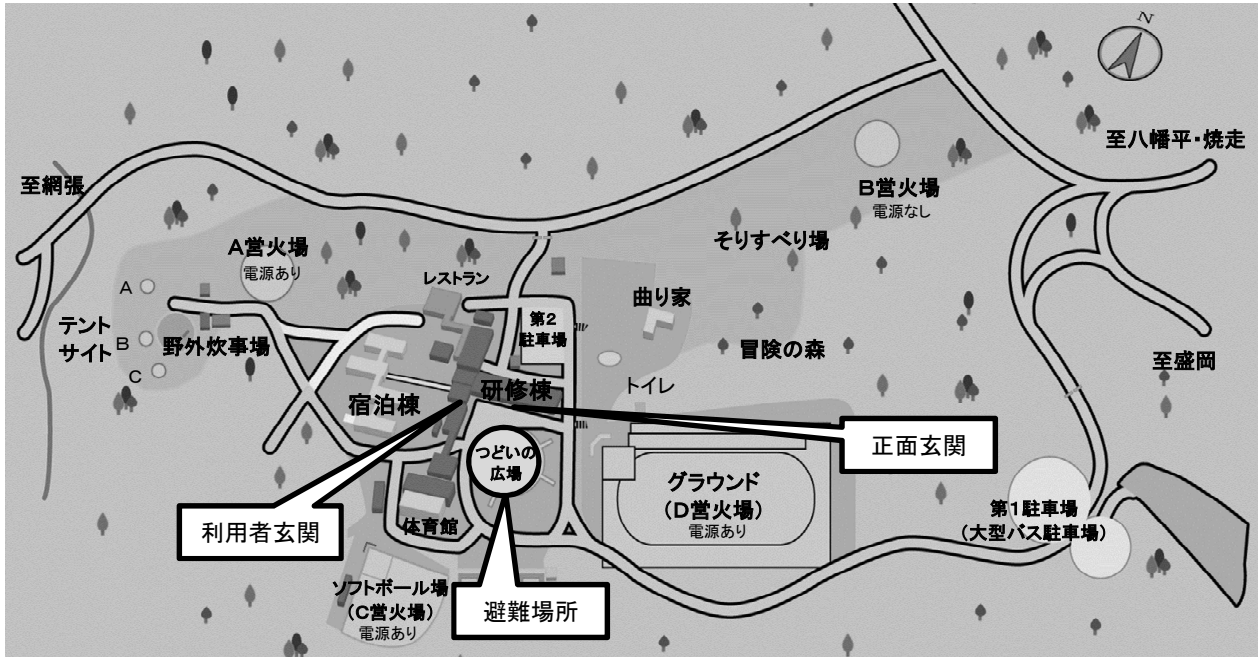 N
至八幡平・焼走
至網張
B営火場
電源なし
A営火場
電源あり
そりすべり場
レストラン
A
曲り家
テント
サイト
B
野外炊事場
第2
駐車場
冒険の森
C
至盛岡
トイレ
宿泊棟
研修棟
正面玄関
つどいの
広場
グラウンド
(D営火場)
電源あり
利用者玄関
体育館
第1駐車場
(大型バス駐車場)
ソフトボール場
(C営火場)
電源あり
避難場所